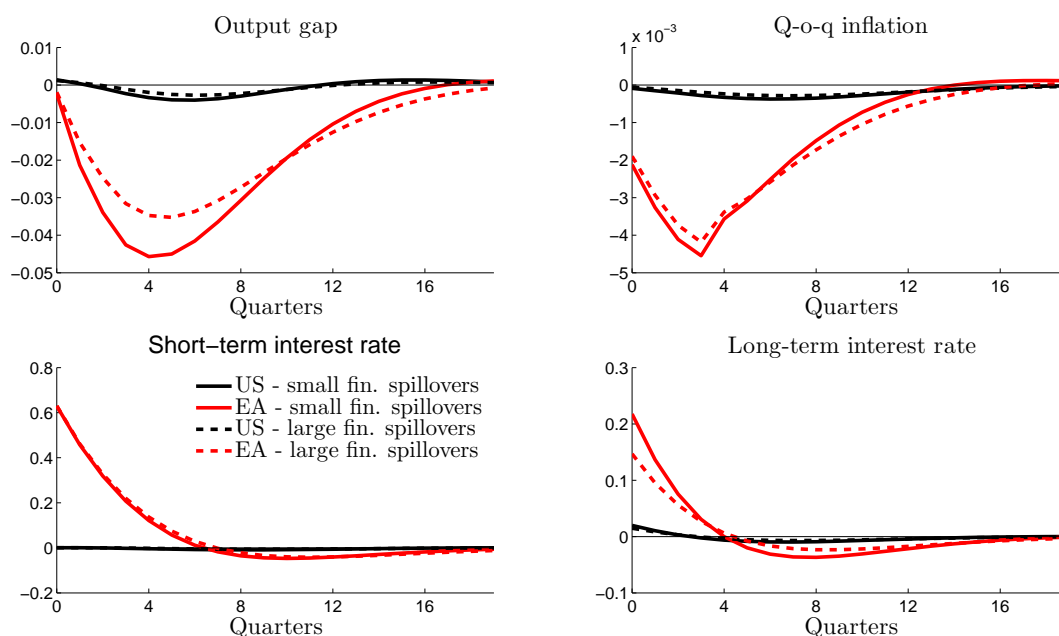 Output gap
0.01
0
−0.01
−0.02
−0.03
−0.04
−0.05
0 4 8 12 16
Quarters
Q-o-q inflation
x 10−3
1
0
−1
−2
−3
−4
−5
0 4 8 12 16
Quarters
Short−term interest rate
0.8
0.6
0.4
0.2
0
−0.2
0 4 8 12 16
Quarters
US - small fin. spillovers
EA - small fin. spillovers
US - large fin. spillovers
EA - large fin. spillovers
Long-term interest rate
0.3
0.2
0.1
0
−0.1
0 4 8 12 16
Quarters